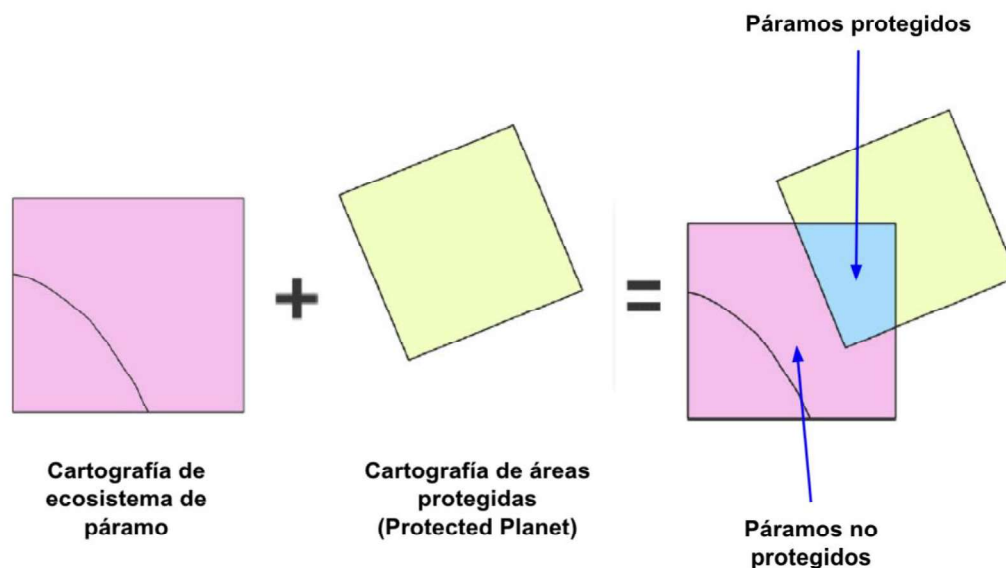 Páramos protegidos
+
=
Cartografía de
ecosistema de
páramo
Cartografía de áreas
protegidas
(Protected Planet)
Páramos no
protegidos